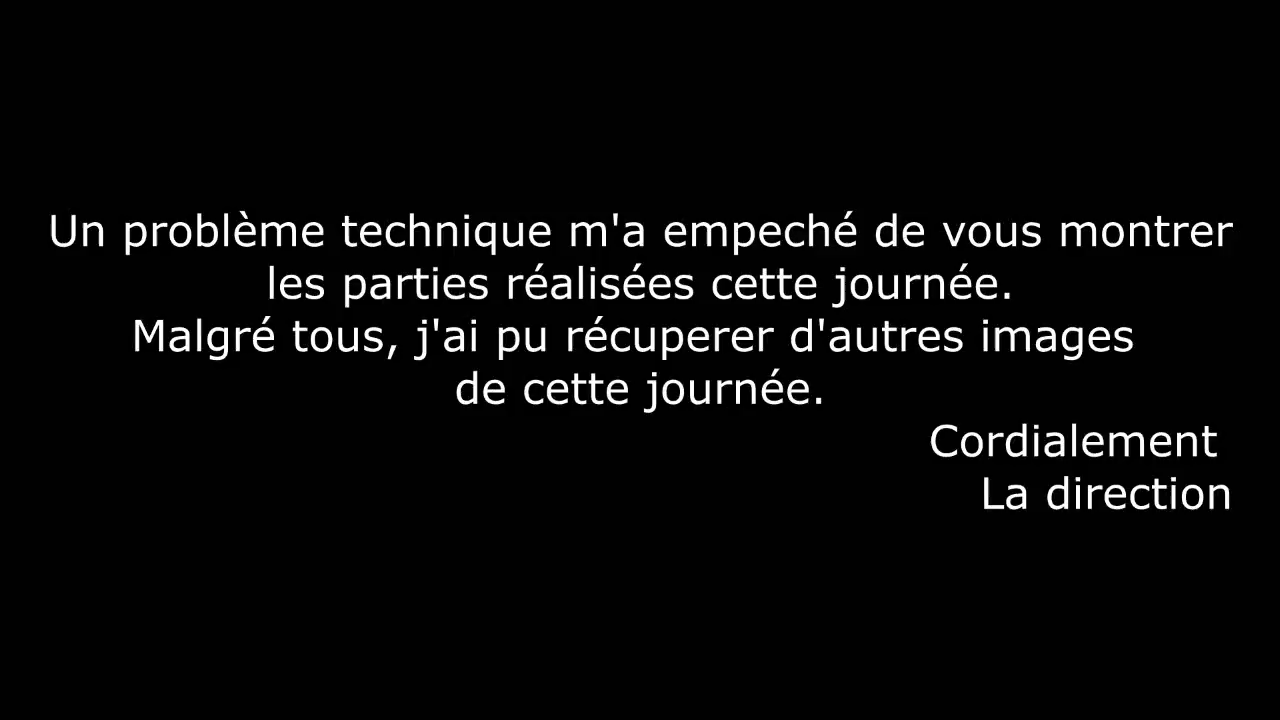 Un problème technique m'a empeché de vous montrer
les parties réalisées cette journée.
Malgré tous, j'ai pu récuperer d'autres images
de cette journée.
Cordialement
La direction